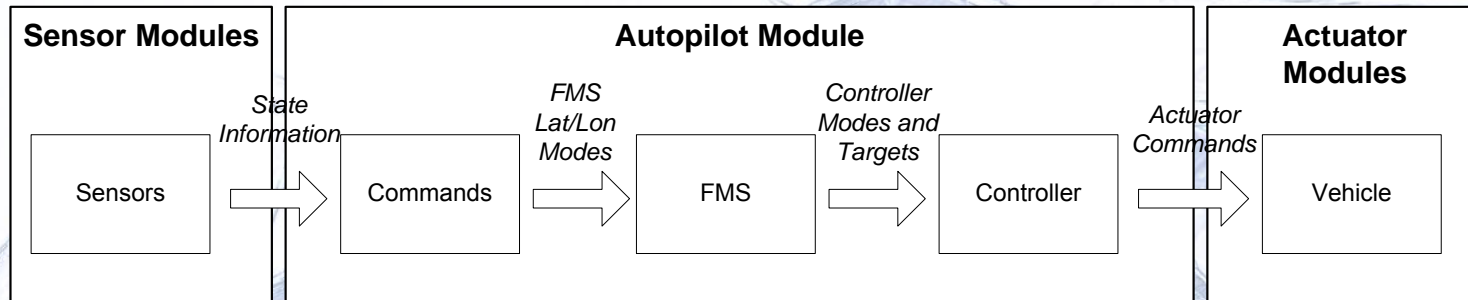 Sensor Modules
Autopilot Module
Actuator
Modules
State
Information
FMS
Lat/Lon
Modes
Controller
Modes and
Targets
Actuator
Commands
Sensors
Commands
FMS
Controller
Vehicle